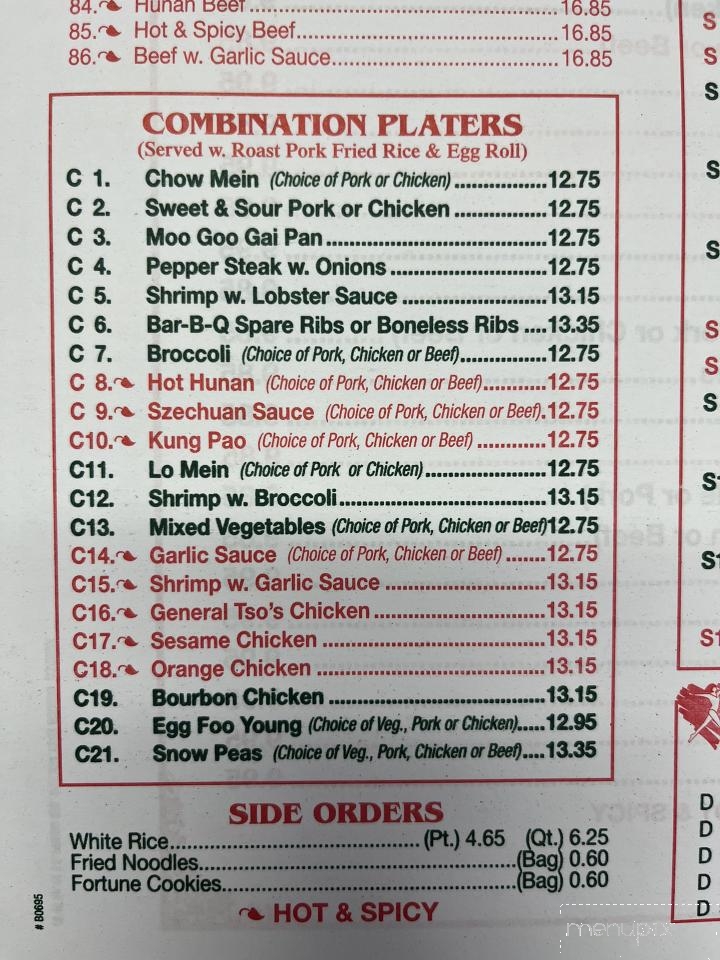 84. Hunan Beef........................................16.85
85. Hot & Spicy Beef........................................16.85
86. Beef w. Garlic Sauce........................................16.85
COMBINATION PLATERS
(Served w. Roast Pork Fried Rice & Egg Roll)
C 1. Chow Mein (Choice of Pork or Chicken)................12.75
C 2. Sweet & Sour Pork or Chicken................12.75
C 3. Moo Goo Gai Pan................12.75
C 4. Pepper Steak w. Onions................12.75
C 5. Shrimp w. Lobster Sauce................13.15
C 6. Bar-B-Q Spare Ribs or Boneless Ribs ...13.35
C 7. Broccoli (Choice of Pork, Chicken or Beef)...............12.75
C 8. Hot Hunan (Choice of Pork, Chicken or Beef)...........12.75
C 9. Szechuan Sauce (Choice of Pork, Chicken or Beef).12.75
C10. Kung Pao (Choice of Pork, Chicken or Beef) ............12.75
C11. Lo Mein (Choice of Pork or Chicken).....................12.75
C12. Shrimp w. Broccoli....................................13.15
C13. Mixed Vegetables (Choice of Pork, Chicken or Beef)12.75
C14. Garlic Sauce (Choice of Pork, Chicken or Beef) .......12.75
C15. Shrimp w. Garlic Sauce ............................13.15
C16. General Tso's Chicken ..............................13.15
C17. Sesame Chicken .......................................13.15
C18. Orange Chicken ........................................13.15
C19. Bourbon Chicken ......................................13.15
C20. Egg Foo Young (Choice of Veg., Pork or Chicken).....12.95
C21. Snow Peas (Choice of Veg., Pork, Chicken or Beef)....13.35
SIDE ORDERS
White Rice............................................ (Pt.) 4.65 (Qt.) 6.25
Fried Noodles........................................................(Bag) 0.60
Fortune Cookies....................................................(Bag) 0.60
HOT & SPICY
# B0695
menupix